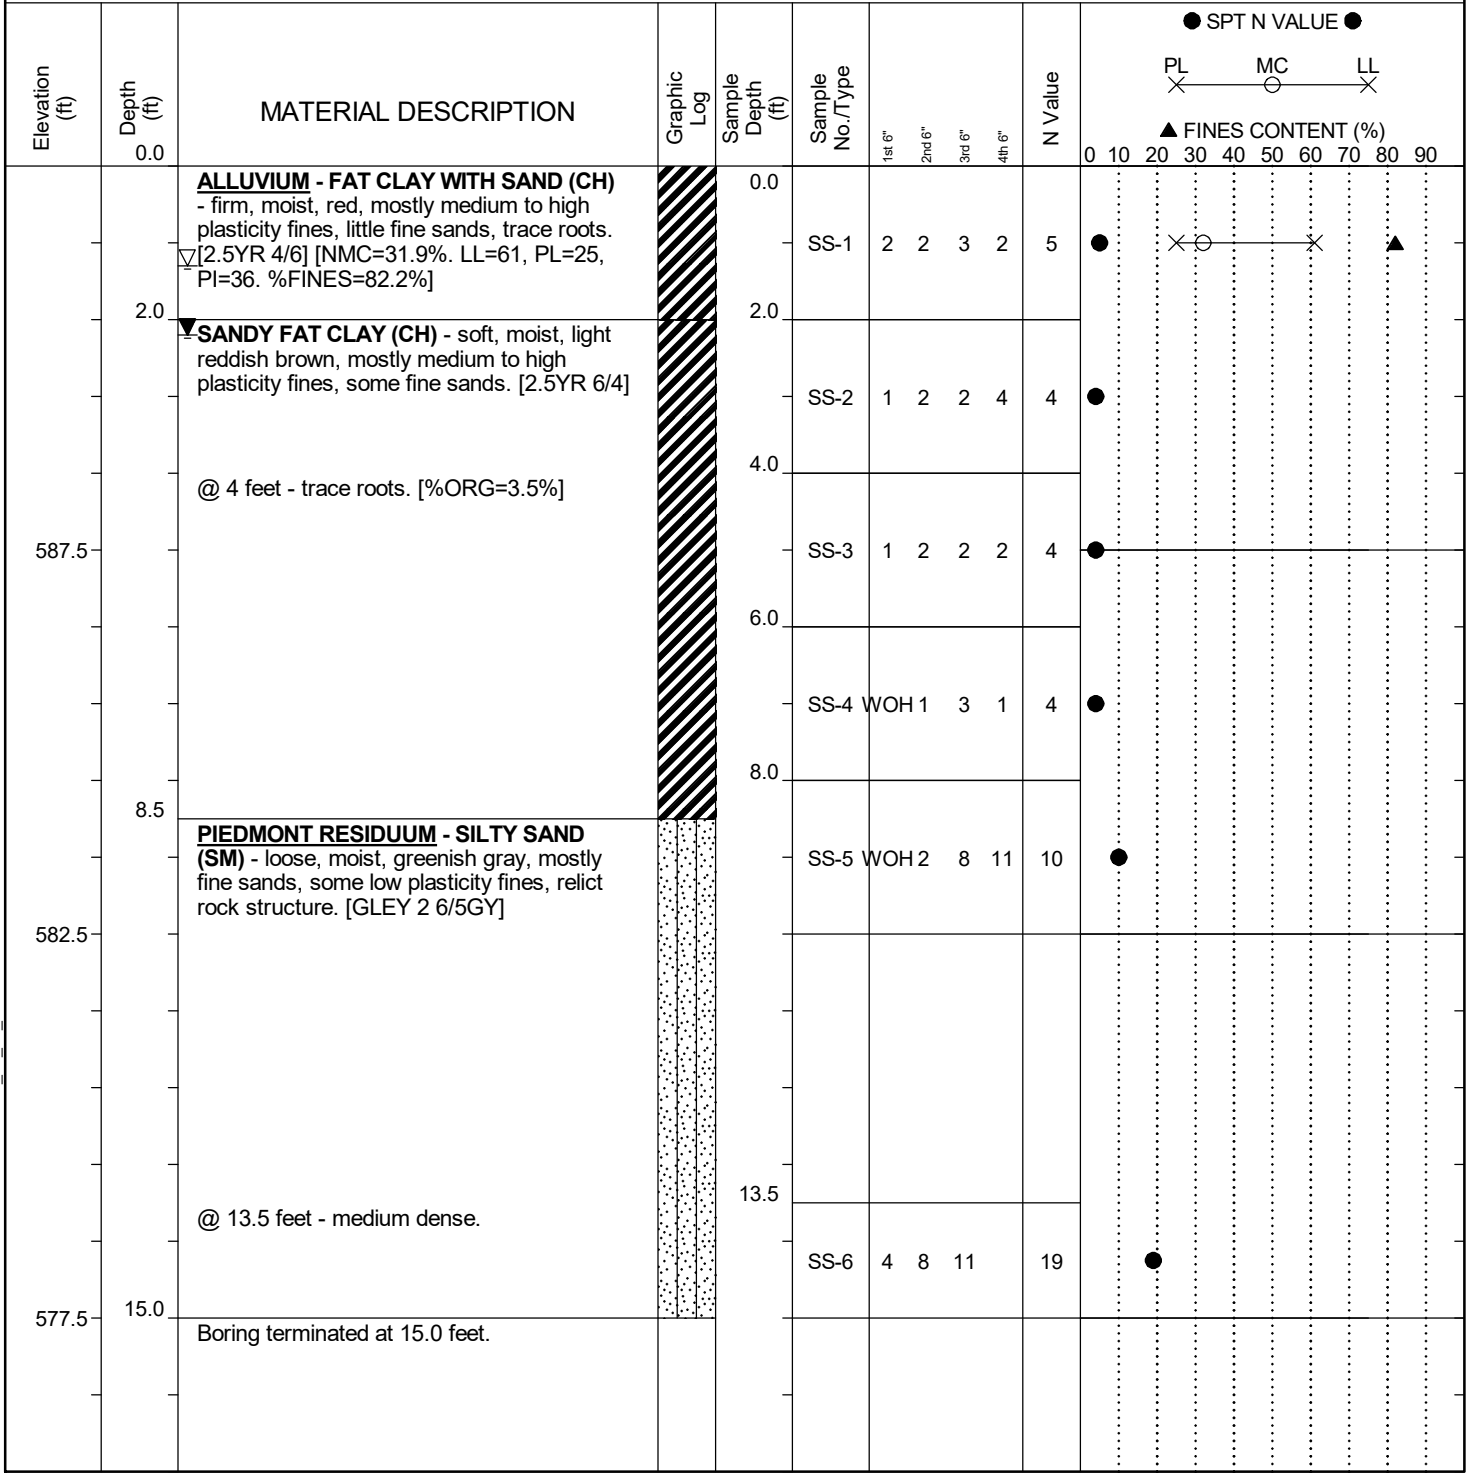 ● SPT N VALUE ●
PL MC LL
▲ FINES CONTENT (%)
Elevation (ft)
Depth (ft)
MATERIAL DESCRIPTION
Graphic Log
Sample Depth (ft)
Sample No./Type
1st 6"
2nd 6"
3rd 6"
4th 6"
N Value
0.0
0 10 20 30 40 50 60 70 80 90
ALLUVIUM - FAT CLAY WITH SAND (CH)
- firm, moist, red, mostly medium to high
plasticity fines, little fine sands, trace roots.
[2.5YR 4/6] [NMC=31.9%. LL=61, PL=25,
PI=36. %FINES=82.2%]
0.0
SS-1 2 2 3 2 5
2.0
2.0
SANDY FAT CLAY (CH) - soft, moist, light
reddish brown, mostly medium to high
plasticity fines, some fine sands. [2.5YR 6/4]
SS-2 1 2 2 4 4
4.0
@ 4 feet - trace roots. [%ORG=3.5%]
587.5
SS-3 1 2 2 2 4
6.0
SS-4 WOH 1 3 1 4
8.0
8.5
PIEDMONT RESIDUUM - SILTY SAND
(SM) - loose, moist, greenish gray, mostly
fine sands, some low plasticity fines, relict
rock structure. [GLEY 2 6/5GY]
SS-5 WOH 2 8 11 10
582.5
13.5
@ 13.5 feet - medium dense.
SS-6 4 8 11 19
577.5
15.0
Boring terminated at 15.0 feet.